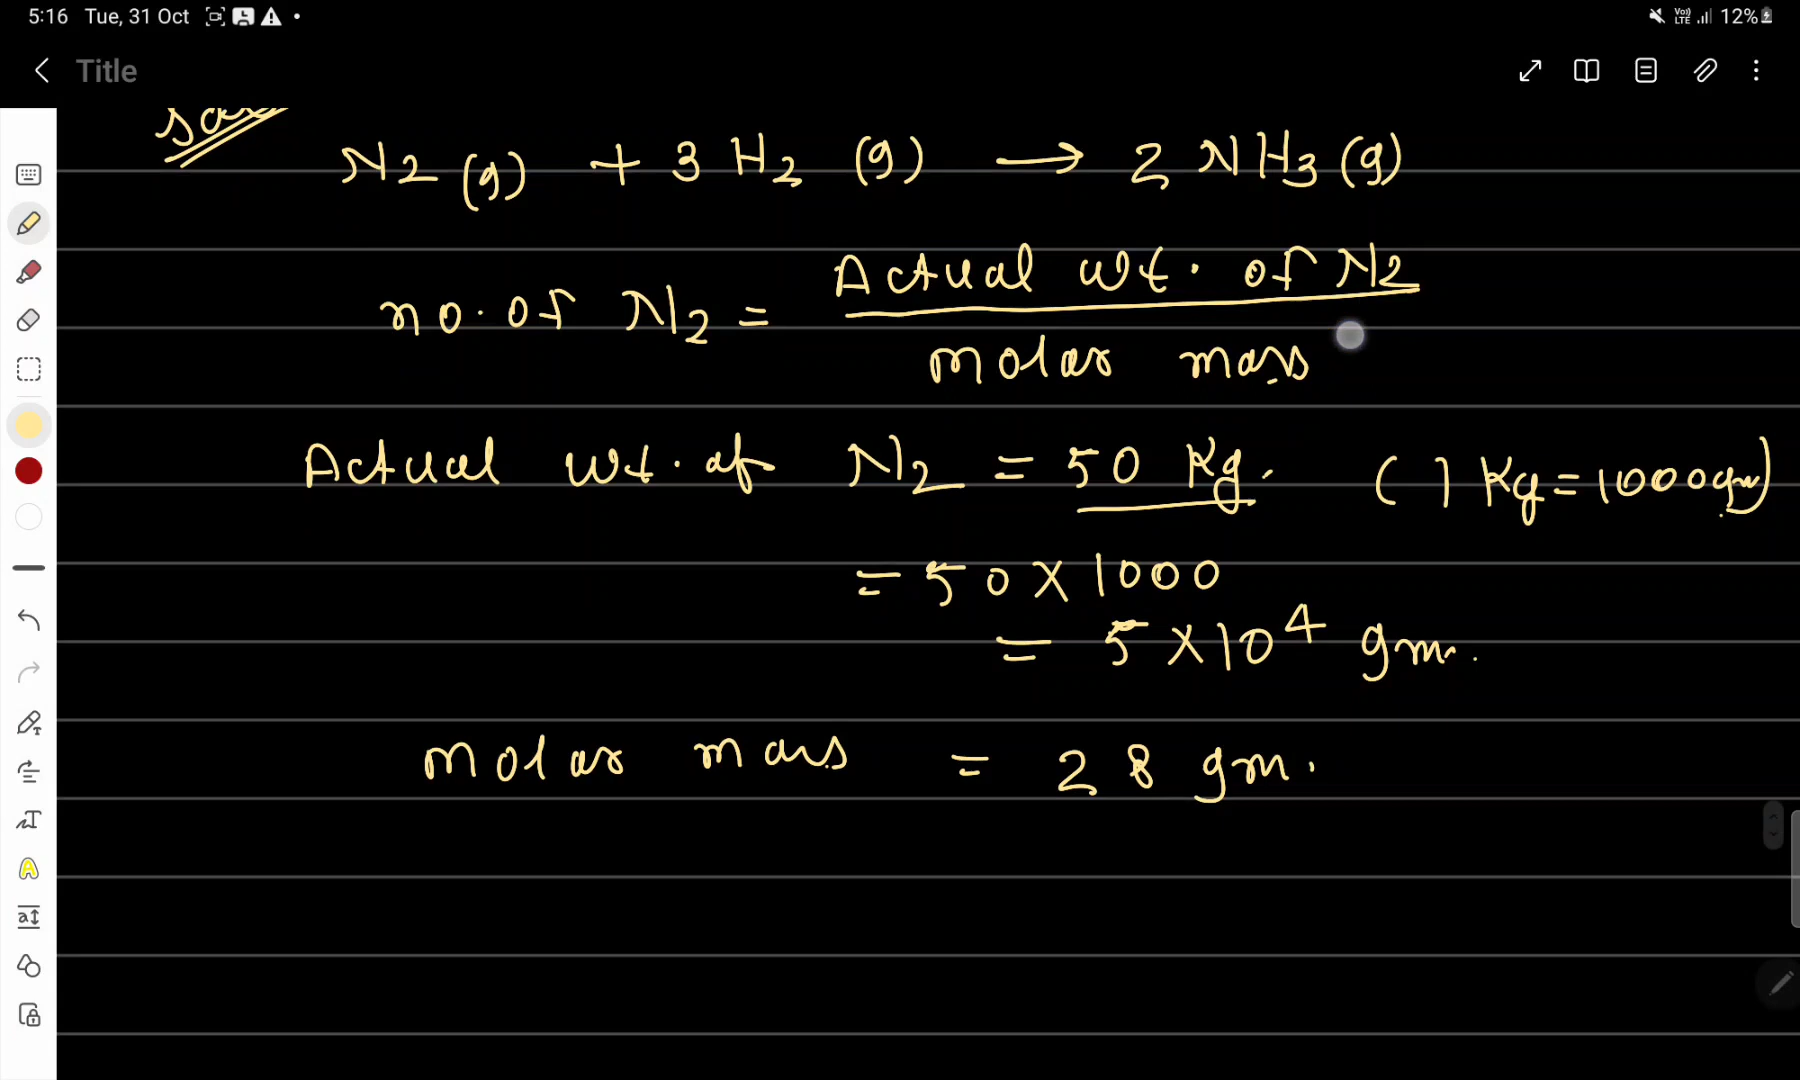 5:16 Tue, 31 Oct
12%
Title
N2 (g) + 3 H2 (g) → 2 NH3 (g)
no. of N2 = Actual wt. of N2
molar mass
Actual wt. of N2 = 50 Kg. (1 Kg = 1000 gm)
= 50 X 1000
= 5 X 10^4 gm.
molar mass = 28 gm.